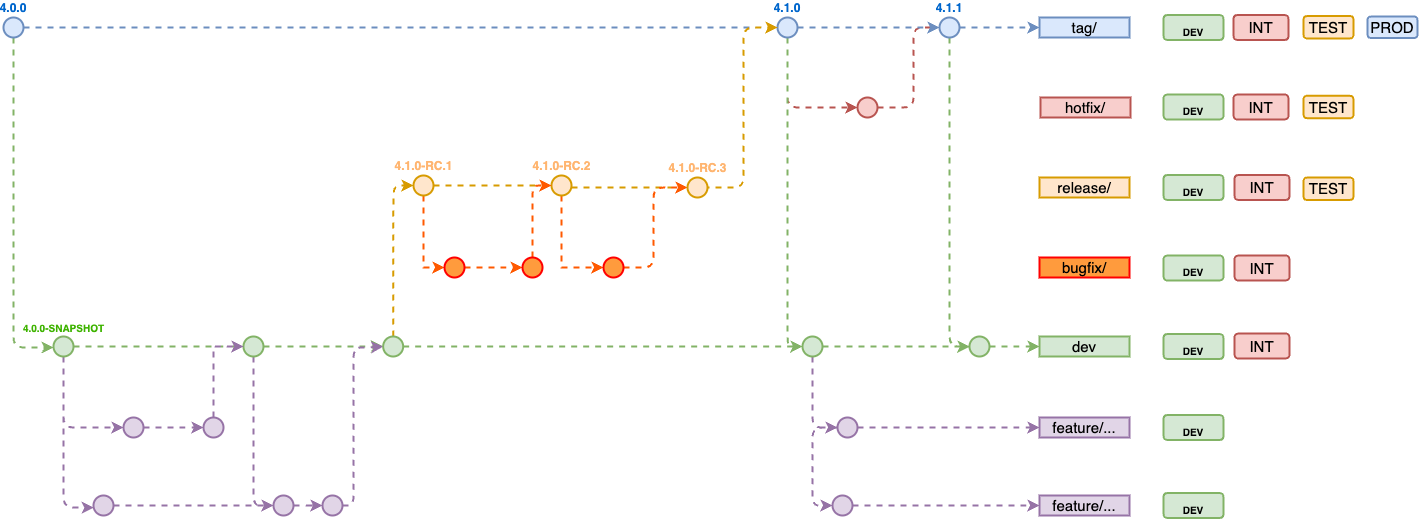 4.0.0
4.1.0
4.1.1
tag/
DEV
INT
TEST
PROD
hotfix/
DEV
INT
TEST
4.1.0-RC.1
4.1.0-RC.2
4.1.0-RC.3
release/
DEV
INT
TEST
bugfix/
DEV
INT
4.0.0-SNAPSHOT
dev
DEV
INT
feature/...
DEV
feature/...
DEV